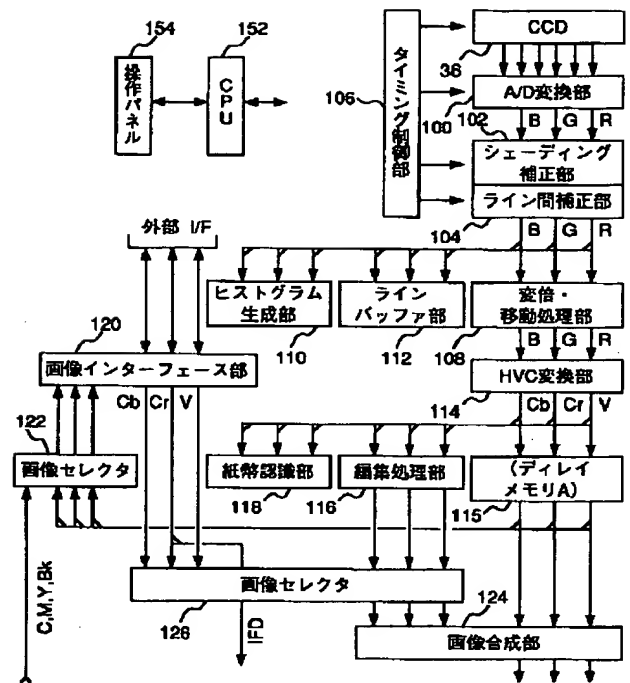 154
152
CCD
36
操作パネル
CPU
106
タイミング制御部
100
A/D変換部
102
B G R
シェーディング
補正部
ライン間補正部
104
B G R
外部 I/F
ヒストグラム
生成部
ライン
バッファ部
変倍・
移動処理部
110
112
108
B G R
120
画像インターフェース部
HVC変換部
114
Cb Cr V
Cb Cr V
122
画像セレクタ
紙幣認識部
編集処理部
(ディレイ
メモリA)
118
116
115
C,M,Y,Bk
画像セレクタ
126
IFD
124
画像合成部